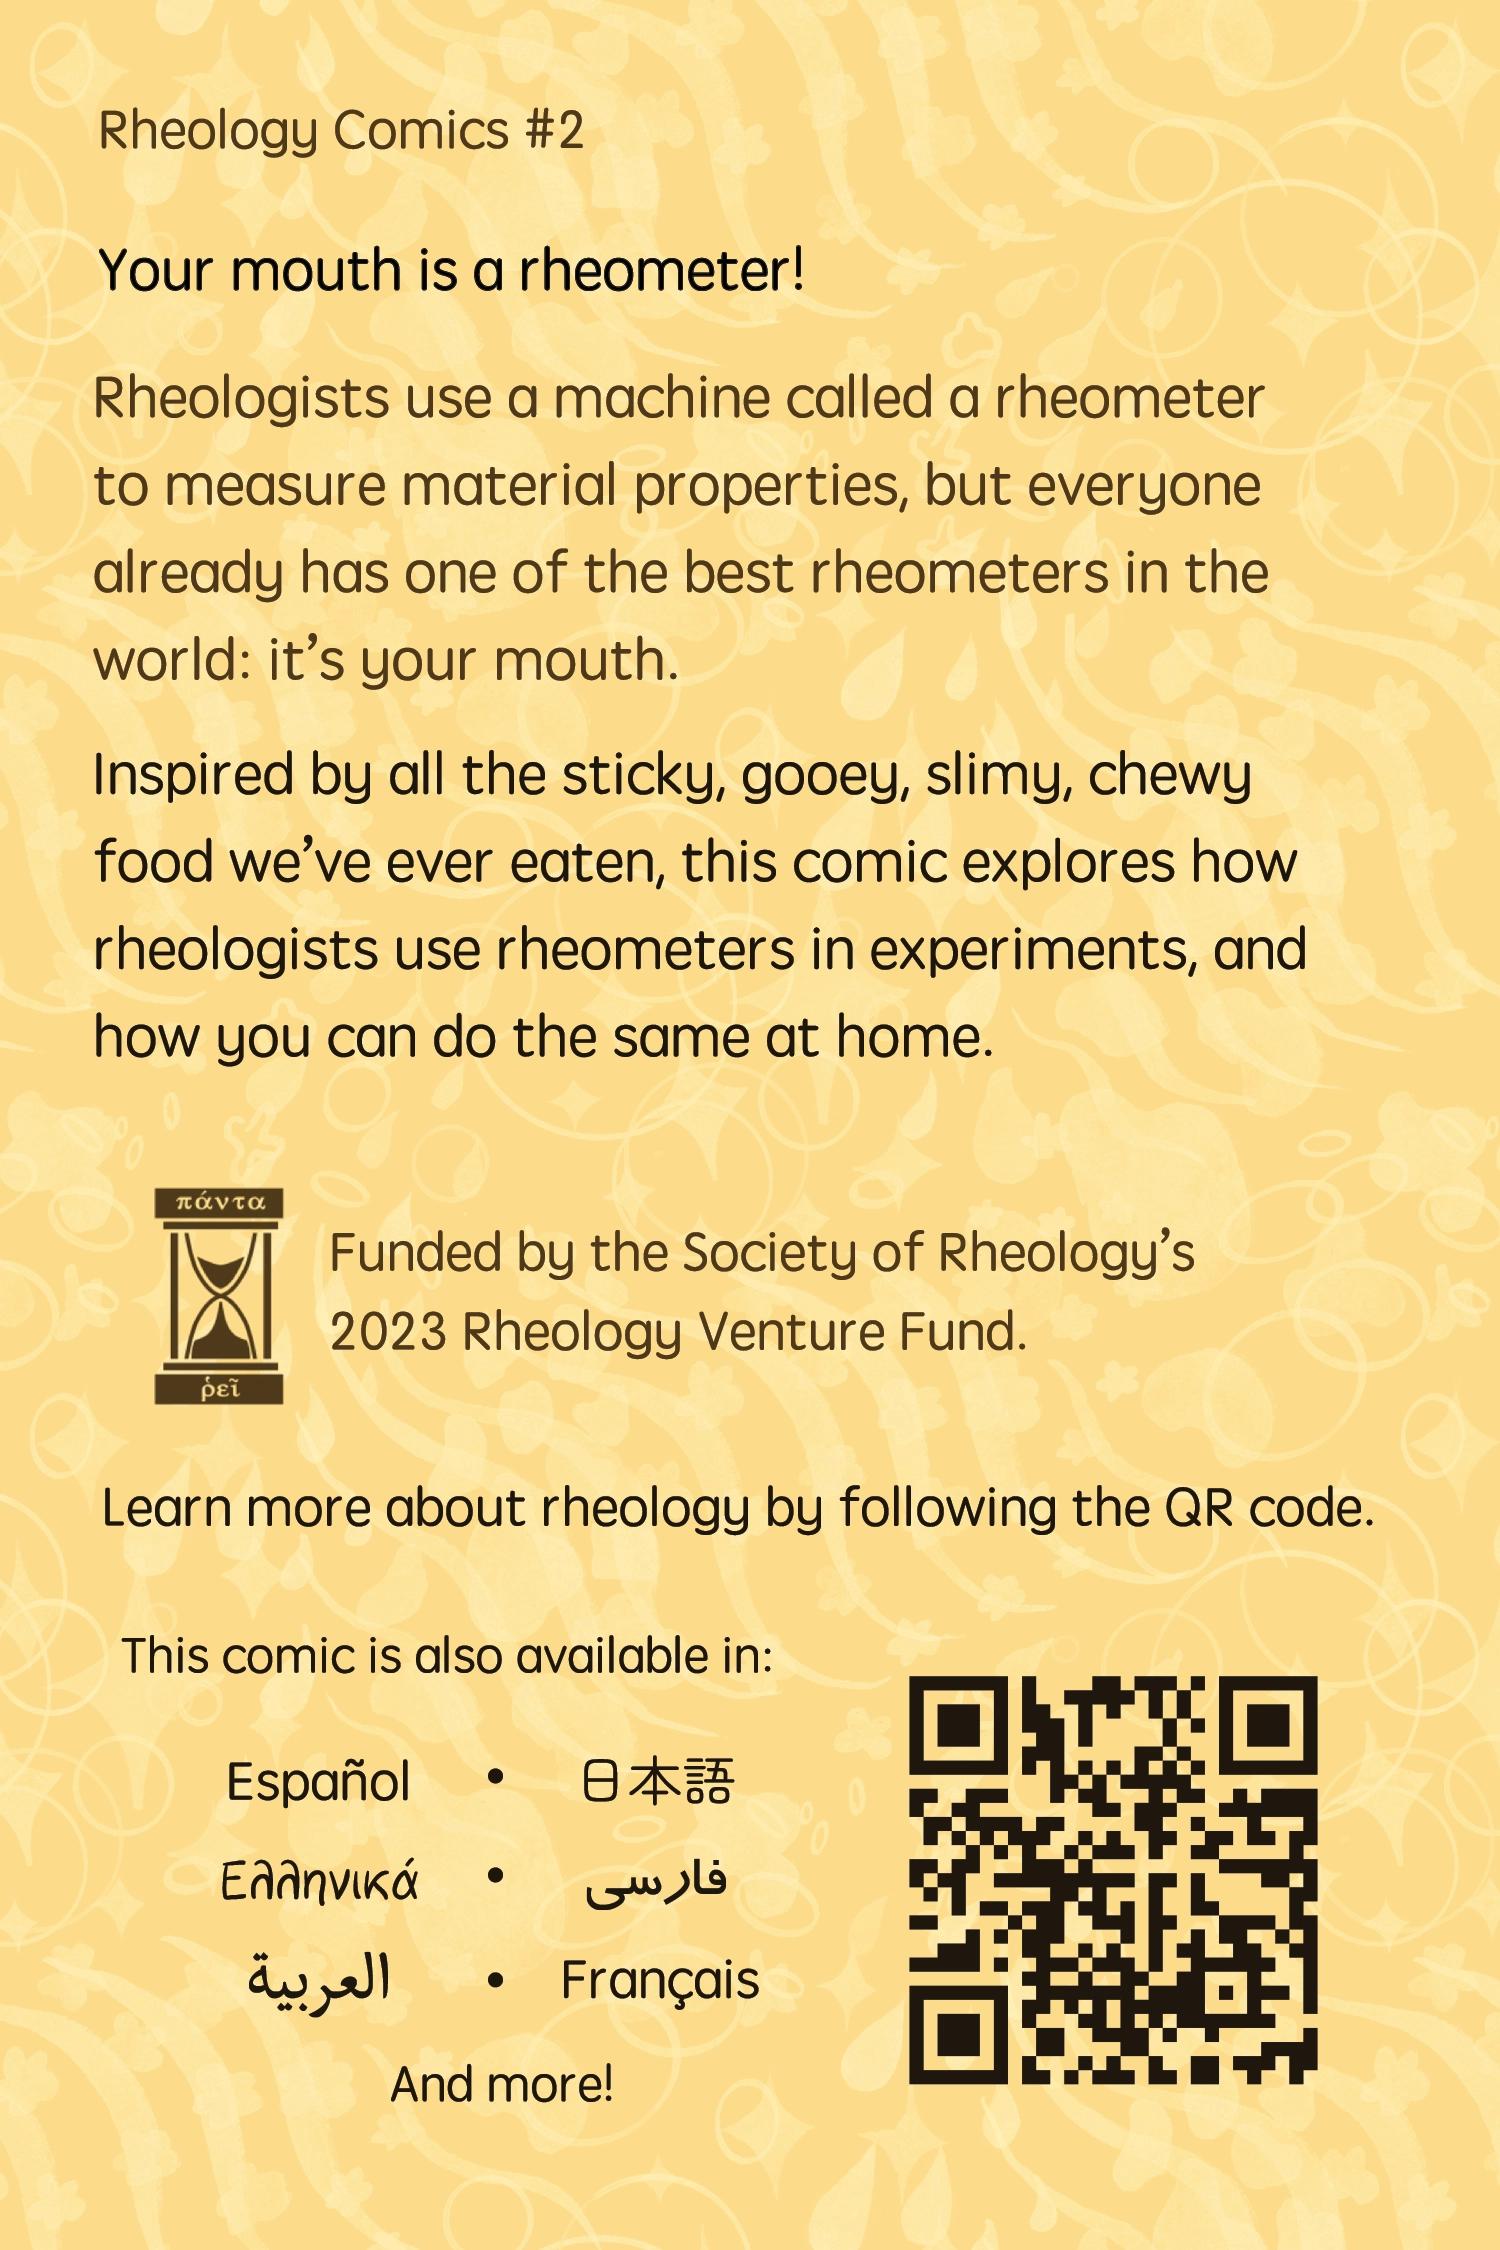 Rheology Comics #2
Your mouth is a rheometer!
Rheologists use a machine called a rheometer
to measure material properties, but everyone
already has one of the best rheometers in the
world: it’s your mouth.
Inspired by all the sticky, gooey, slimy, chewy
food we’ve ever eaten, this comic explores how
rheologists use rheometers in experiments, and
how you can do the same at home.
πάντα
ῥεῖ
Funded by the Society of Rheology’s
2023 Rheology Venture Fund.
Learn more about rheology by following the QR code.
This comic is also available in:
Español • 日本語
Ελληνικά • فارسی
العربية • Français
And more!